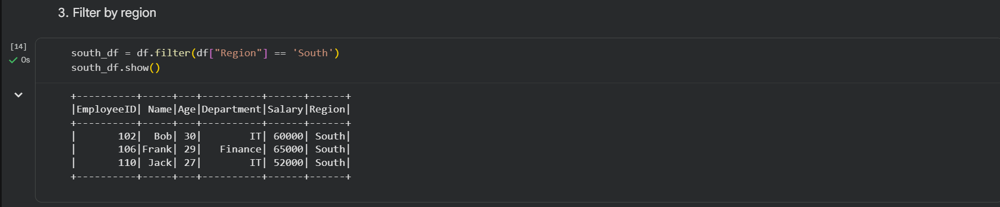 3. Filter by region
[14]
0s
south_df = df.filter(df["Region"] == 'South')
south_df.show()
+----------+-----+---+----------+------+------+
|EmployeeID| Name|Age|Department|Salary|Region|
+----------+-----+---+----------+------+------+
|       102|  Bob| 30|        IT| 60000| South|
|       106|Frank| 29|   Finance| 65000| South|
|       110| Jack| 27|        IT| 52000| South|
+----------+-----+---+----------+------+------+